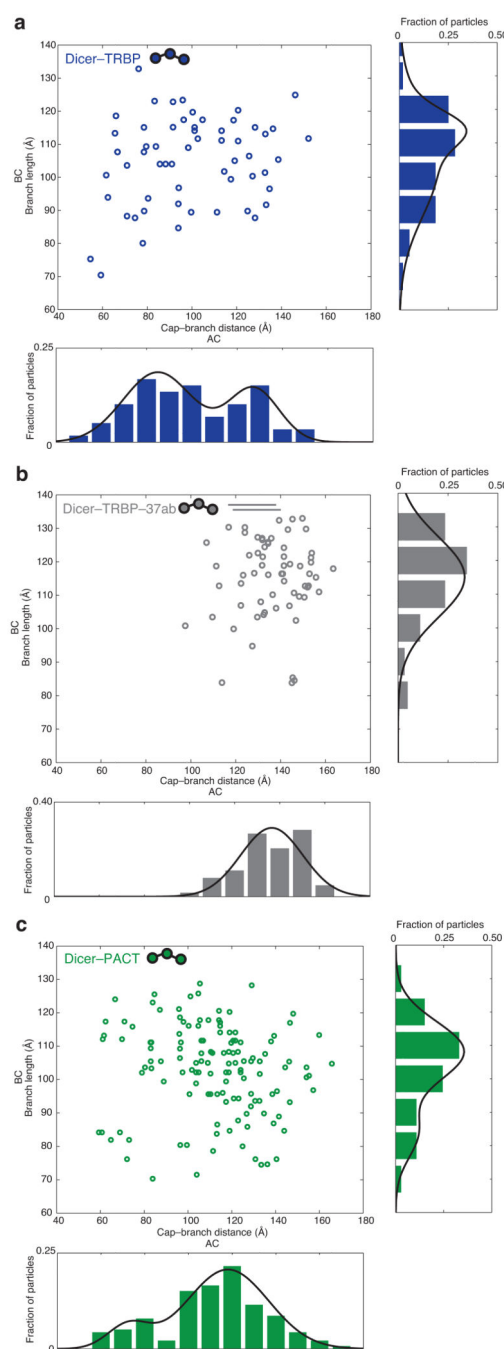 a
Fraction of particles
0 0.25 0.50
Dicer–TRBP
140
130
120
110
100
90
80
70
60
BC
Branch length (Å)
40 60 80 100 120 140 160 180
Cap–branch distance (Å)
AC
0.25
0
Fraction of particles
b
Fraction of particles
0 0.25 0.50
Dicer–TRBP–37ab
140
130
120
110
100
90
80
70
60
BC
Branch length (Å)
40 60 80 100 120 140 160 180
Cap–branch distance (Å)
AC
0.40
0
Fraction of particles
c
Fraction of particles
0 0.25 0.50
Dicer–PACT
140
130
120
110
100
90
80
70
60
BC
Branch length (Å)
40 60 80 100 120 140 160 180
Cap–branch distance (Å)
AC
0.25
0
Fraction of particles